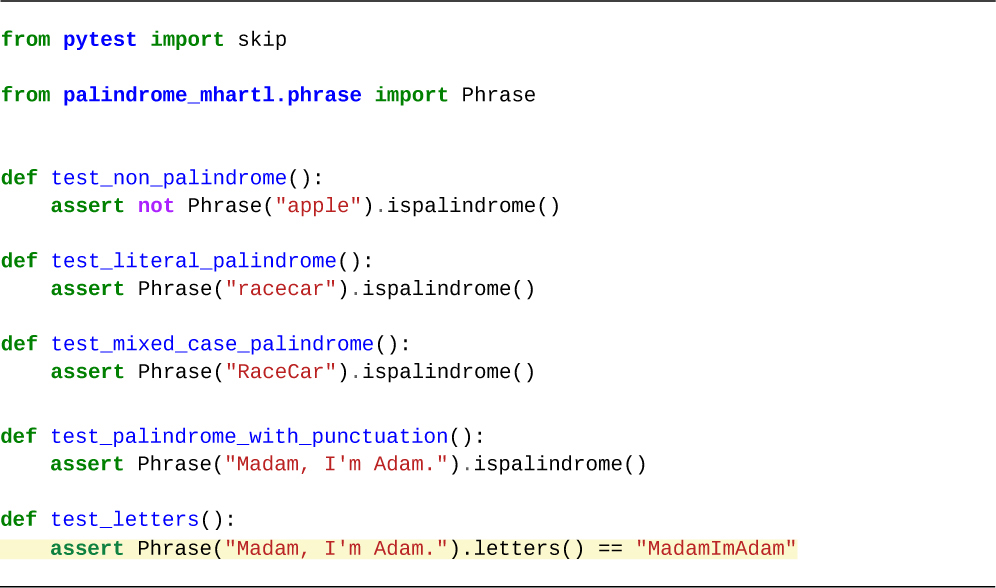 from pytest import skip
from palindrome_mhartl.phrase import Phrase
def test_non_palindrome():
    assert not Phrase("apple").ispalindrome()
def test_literal_palindrome():
    assert Phrase("racecar").ispalindrome()
def test_mixed_case_palindrome():
    assert Phrase("RaceCar").ispalindrome()
def test_palindrome_with_punctuation():
    assert Phrase("Madam, I'm Adam.").ispalindrome()
def test_letters():
    assert Phrase("Madam, I'm Adam.").letters() == "MadamImAdam"